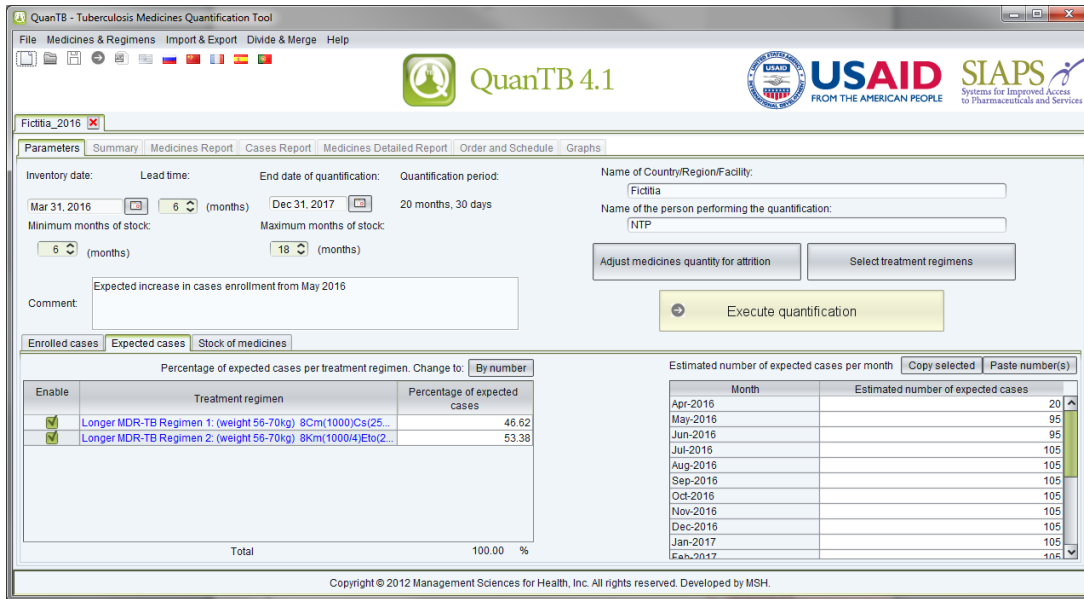 QuanTB - Tuberculosis Medicines Quantification Tool
File Medicines & Regimens Import & Export Divide & Merge Help
QuanTB 4.1
USAID
USAID
FROM THE AMERICAN PEOPLE
SIAPS
Systems for Improved Access
to Pharmaceuticals and Services
Fictitia_2016
Parameters Summary Medicines Report Cases Report Medicines Detailed Report Order and Schedule Graphs
Inventory date: Lead time: End date of quantification: Quantification period:
Mar 31, 2016 6 (months) Dec 31, 2017 20 months, 30 days
Minimum months of stock: Maximum months of stock:
6 (months) 18 (months)
Comment: Expected increase in cases enrollment from May 2016
Name of Country/Region/Facility:
Fictitia
Name of the person performing the quantification:
NTP
Adjust medicines quantity for attrition Select treatment regimens
Execute quantification
Enrolled cases Expected cases Stock of medicines
Percentage of expected cases per treatment regimen. Change to: By number
Enable Treatment regimen Percentage of expected cases
Longer MDR-TB Regimen 1: (weight 56-70kg) 8Cm(1000)Cs(25... 46.62
Longer MDR-TB Regimen 2: (weight 56-70kg) 8Km(1000/4)Eto(2... 53.38
Total 100.00 %
Estimated number of expected cases per month Copy selected Paste number(s)
Month Estimated number of expected cases
Apr-2016 20
May-2016 95
Jun-2016 95
Jul-2016 105
Aug-2016 105
Sep-2016 105
Oct-2016 105
Nov-2016 105
Dec-2016 105
Jan-2017 105
Feb-2017 105
Copyright © 2012 Management Sciences for Health, Inc. All rights reserved. Developed by MSH.